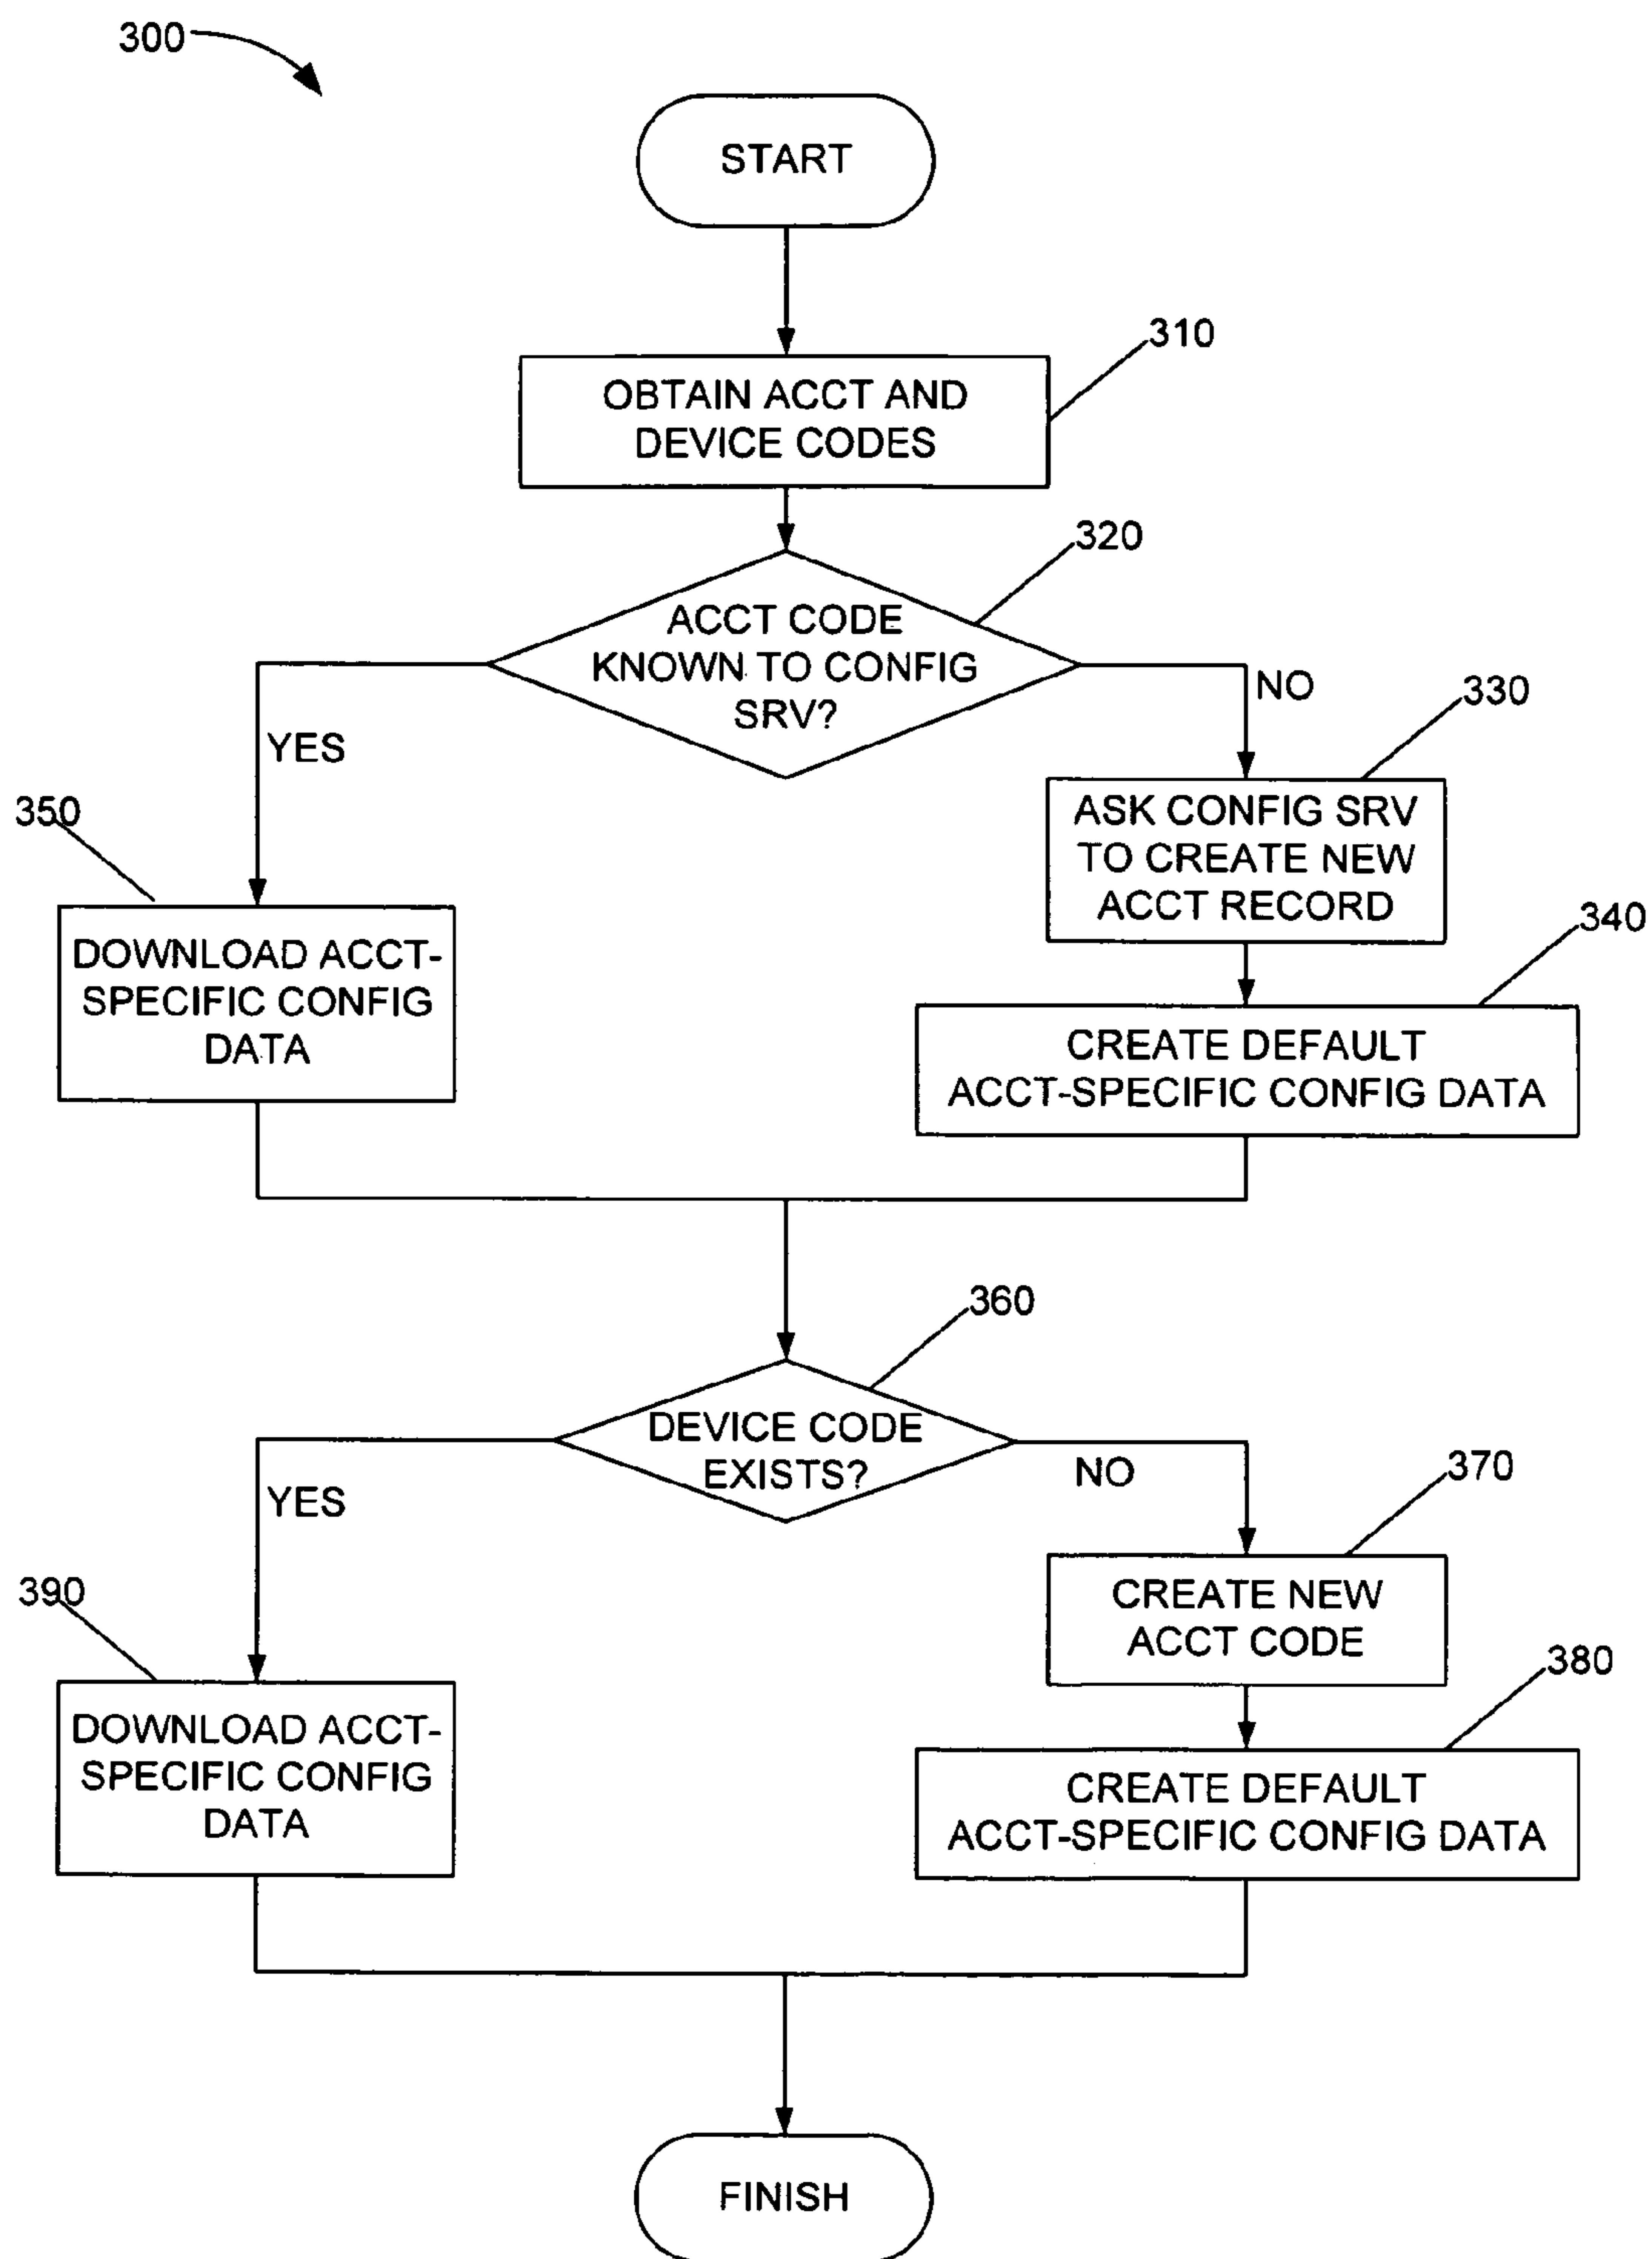 300
START
310
OBTAIN ACCT AND
DEVICE CODES
320
ACCT CODE
KNOWN TO CONFIG
SRV?
NO
330
YES
350
ASK CONFIG SRV
TO CREATE NEW
ACCT RECORD
340
DOWNLOAD ACCT-
SPECIFIC CONFIG
DATA
CREATE DEFAULT
ACCT-SPECIFIC CONFIG DATA
360
DEVICE CODE
EXISTS?
YES
NO
370
390
CREATE NEW
ACCT CODE
380
DOWNLOAD ACCT-
SPECIFIC CONFIG
DATA
CREATE DEFAULT
ACCT-SPECIFIC CONFIG DATA
FINISH